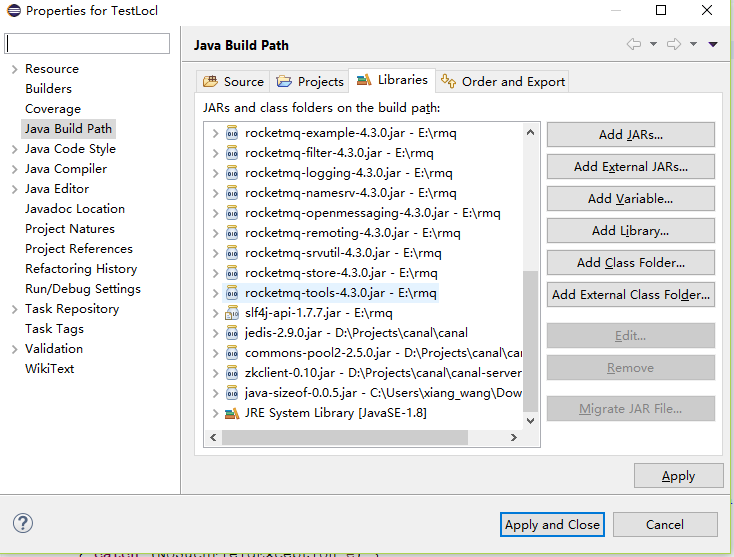 Properties for TestLocl
Resource
Builders
Coverage
Java Build Path
Java Code Style
Java Compiler
Java Editor
Javadoc Location
Project Natures
Project References
Refactoring History
Run/Debug Settings
Task Repository
Task Tags
Validation
WikiText
Java Build Path
Source
Projects
Libraries
Order and Export
JARs and class folders on the build path:
rocketmq-example-4.3.0.jar - E:\rmq
rocketmq-filter-4.3.0.jar - E:\rmq
rocketmq-logging-4.3.0.jar - E:\rmq
rocketmq-namesrv-4.3.0.jar - E:\rmq
rocketmq-openmessaging-4.3.0.jar - E:\rmq
rocketmq-remoting-4.3.0.jar - E:\rmq
rocketmq-srvutil-4.3.0.jar - E:\rmq
rocketmq-store-4.3.0.jar - E:\rmq
rocketmq-tools-4.3.0.jar - E:\rmq
slf4j-api-1.7.7.jar - E:\rmq
jedis-2.9.0.jar - D:\Projects\canal\canal
commons-pool2-2.5.0.jar - D:\Projects\canal\can
zkclient-0.10.jar - D:\Projects\canal\canal-server
java-sizeof-0.0.5.jar - C:\Users\xiang_wang\Dow
JRE System Library [JavaSE-1.8]
Add JARs...
Add External JARs...
Add Variable...
Add Library...
Add Class Folder...
Add External Class Folder...
Edit...
Remove
Migrate JAR File...
Apply
?
Apply and Close
Cancel